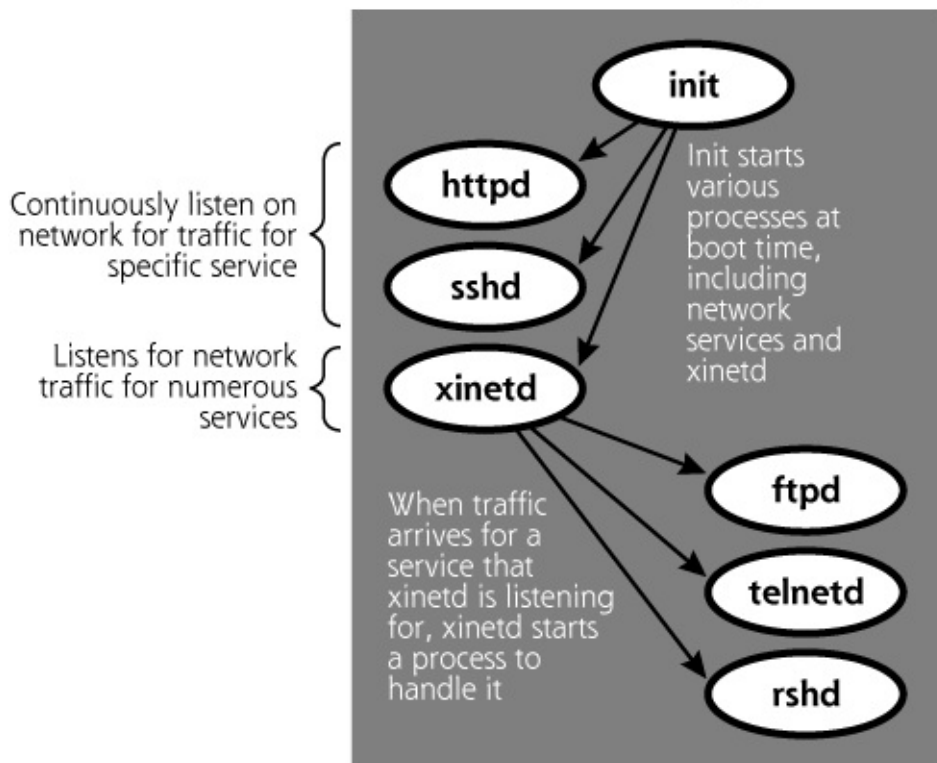 init
httpd
Continuously listen on
network for traffic for
specific service
sshd
Init starts
various
processes at
boot time,
including
network
services and
xinetd
Listens for network
traffic for numerous
services
xinetd
When traffic
arrives for a
service that
xinetd is listening
for, xinetd starts
a process to
handle it
ftpd
telnetd
rshd